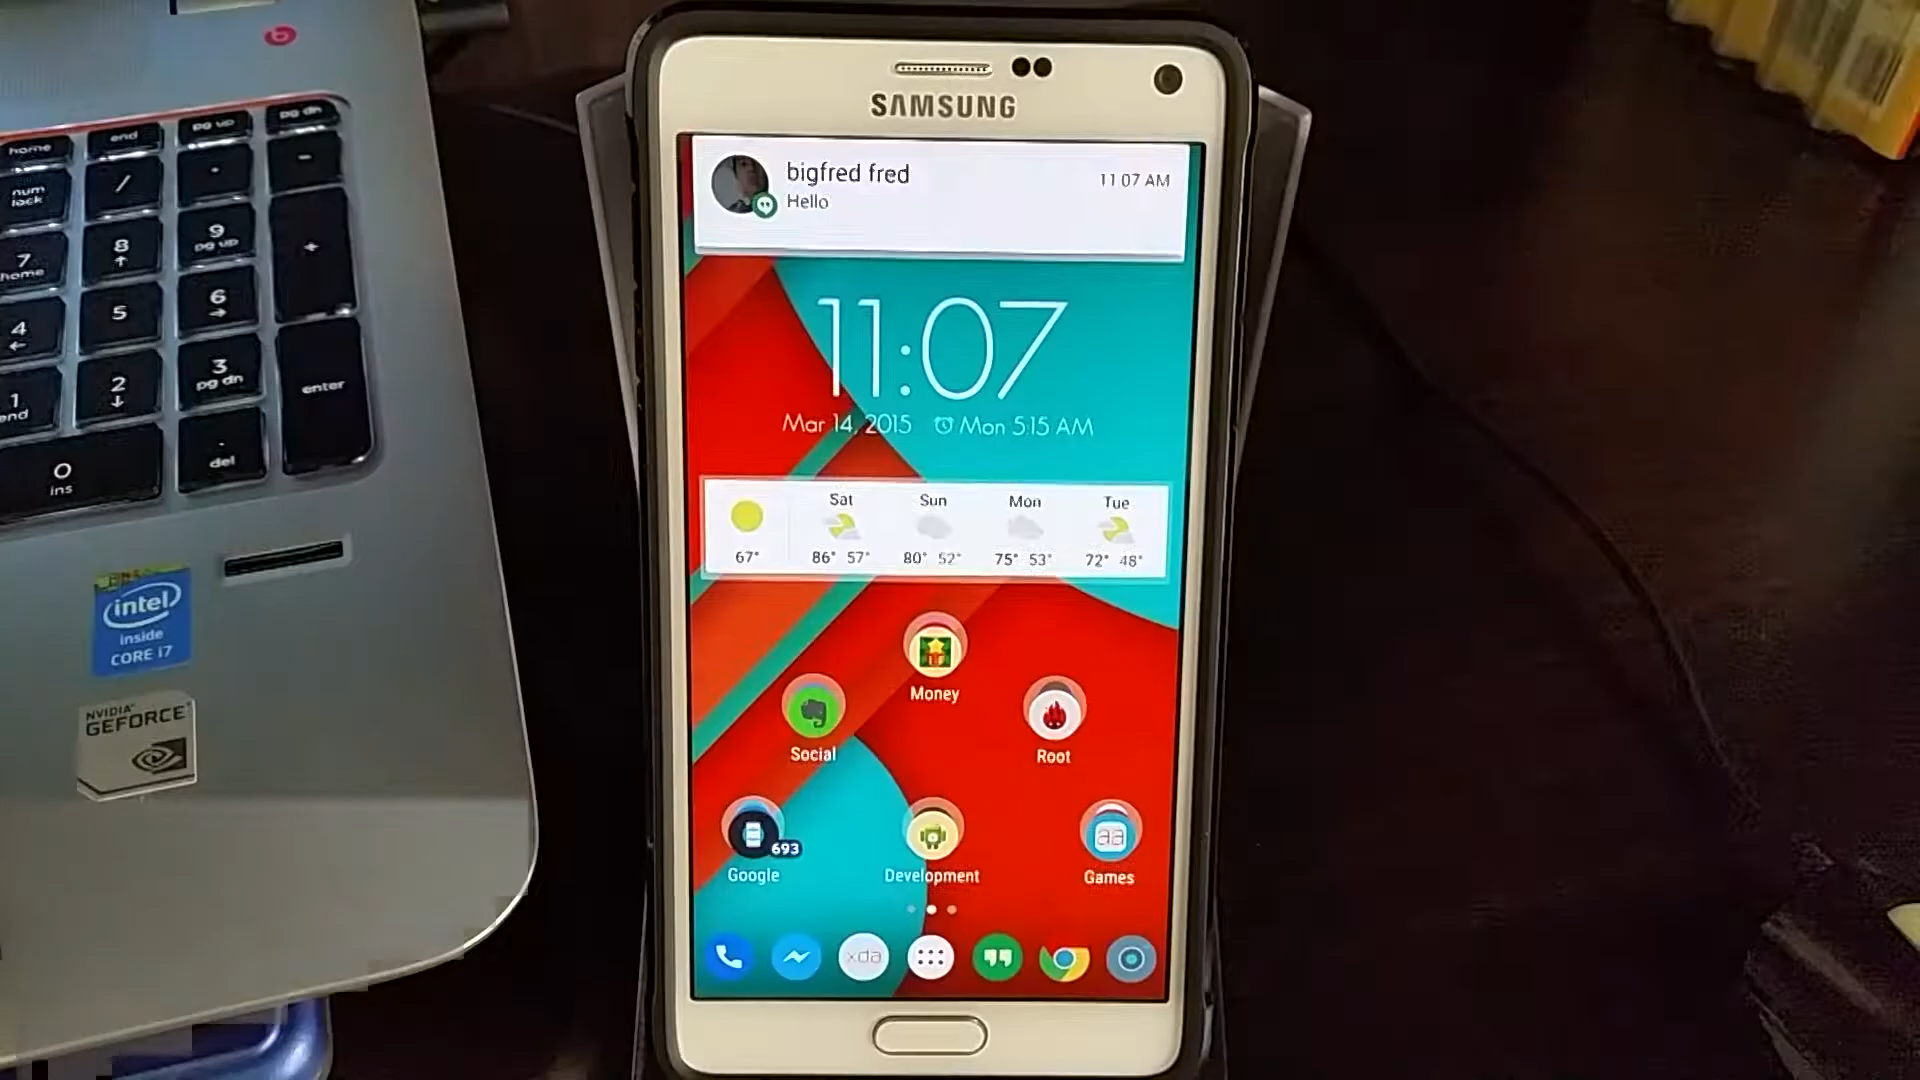 SAMSUNG
bigfred fred
11 07 AM
Hello
11:07
Mar 14, 2015 Mon 5:15 AM
Sat Sun Mon Tue
67° 86° 57° 80° 52° 75° 53° 72° 48°
Money
Social
Root
693
Google
Development
aa
Games
xda
home
end
pg up
pg dn
num lock
/
-
7
home
8
9
pg up
+
4
5
6
1
end
2
3
pg dn
enter
0
ins
.
del
intel
inside
CORE i7
NVIDIA
GEFORCE